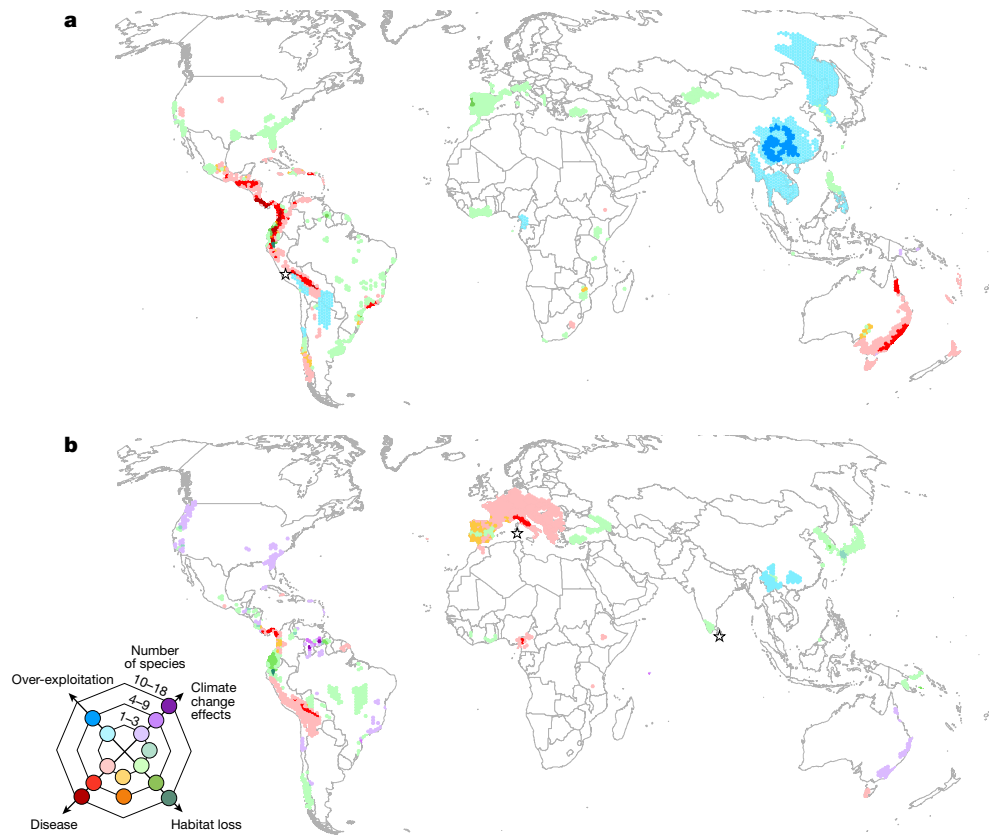 a
b
Number
of species
Over-exploitation
10–18
4–9
1–3
Climate
change
effects
Disease
Habitat loss